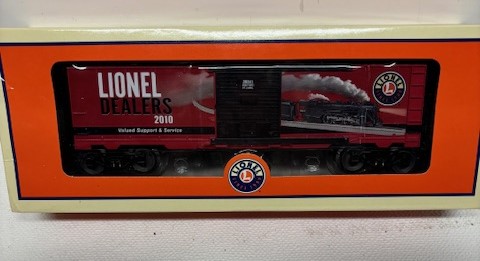 LIONEL
DEALERS
2010
Valued Support & Service
LIONEL
L
LIONEL
L